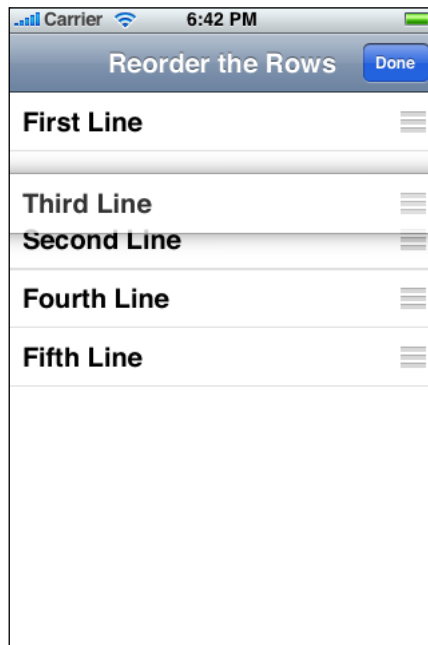 Carrier 6:42 PM
Reorder the Rows Done
First Line
Third Line
Second Line
Fourth Line
Fifth Line